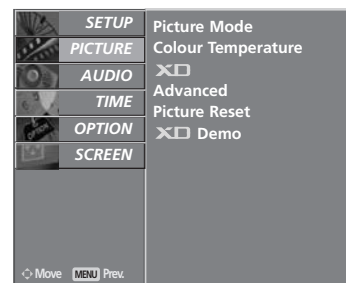 SETUP
PICTURE
AUDIO
TIME
OPTION
SCREEN
Move MENU Prev.
Picture Mode
Colour Temperature
XD
Advanced
Picture Reset
XD Demo